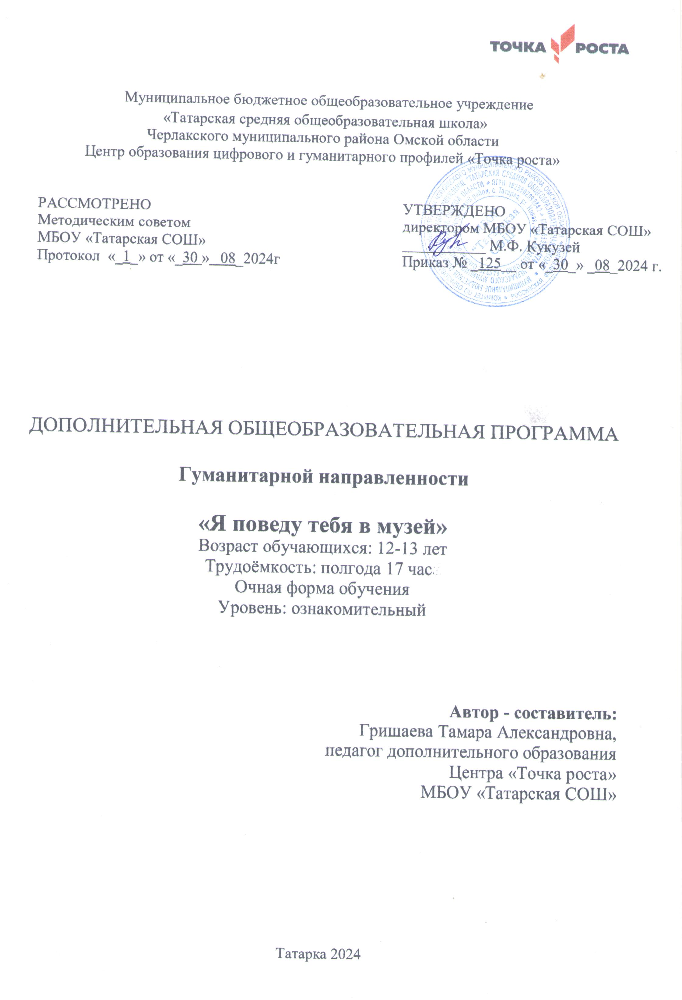 ТОЧКА РОСТА
Муниципальное бюджетное общеобразовательное учреждение
«Татарская средняя общеобразовательная школа»
Черлакского муниципального района Омской области
Центр образования цифрового и гуманитарного профилей «Точка роста»
РАССМОТРЕНО
Методическим советом
МБОУ «Татарская СОШ»
Протокол «_1_» от «_30_»__08_2024г
УТВЕРЖДЕНО
директором МБОУ «Татарская СОШ»
___________ М.Ф. Кукузей
Приказ № _125__ от «_30_» _08_2024 г.
ДОПОЛНИТЕЛЬНАЯ ОБЩЕОБРАЗОВАТЕЛЬНАЯ ПРОГРАММА
Гуманитарной направленности
«Я поведу тебя в музей»
Возраст обучающихся: 12-13 лет
Трудоёмкость: полгода 17 час
Очная форма обучения
Уровень: ознакомительный
Автор - составитель:
Гришаева Тамара Александровна,
педагог дополнительного образования
Центра «Точка роста»
МБОУ «Татарская СОШ»
Татарка 2024